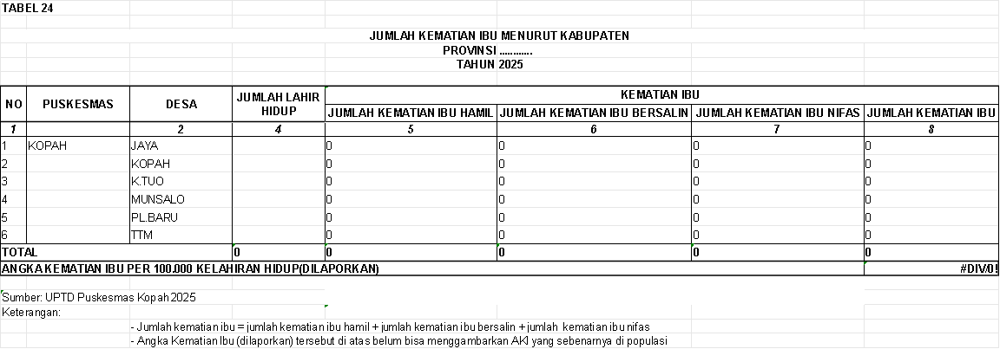 TABEL 24
JUMLAH KEMATIAN IBU MENURUT KABUPATEN
PROVINSI ............
TAHUN 2025
NO PUSKESMAS DESA JUMLAH LAHIR HIDUP KEMATIAN IBU
JUMLAH KEMATIAN IBU HAMIL JUMLAH KEMATIAN IBU BERSALIN JUMLAH KEMATIAN IBU NIFAS JUMLAH KEMATIAN IBU
1 2 4 5 6 7 8
1 KOPAH JAYA 0 0 0 0
2 KOPAH 0 0 0 0
3 K.TUO 0 0 0 0
4 MUNSALO 0 0 0 0
5 PL.BARU 0 0 0 0
6 TTM 0 0 0 0
TOTAL 0 0 0 0 0
ANGKA KEMATIAN IBU PER 100.000 KELAHIRAN HIDUP(DILAPORKAN) #DIV/0!
Sumber: UPTD Puskesmas Kopah 2025
Keterangan:
- Jumlah kematian ibu = jumlah kematian ibu hamil + jumlah kematian ibu bersalin + jumlah kematian ibu nifas
- Angka Kematian Ibu (dilaporkan) tersebut di atas belum bisa menggambarkan AKI yang sebenarnya di populasi